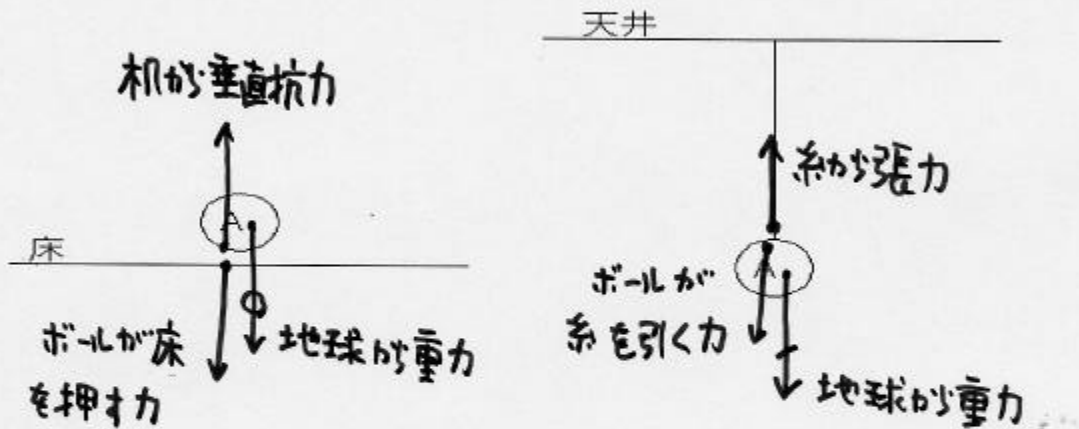 机から垂直抗力
A
床
ボールが床
を押す力
地球から重力
天井
糸から張力
A
ボールが
糸を引く力
地球から重力